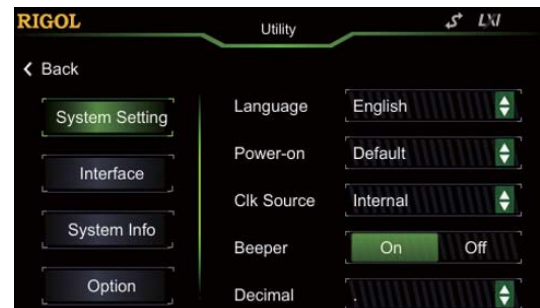 RIGOL
Utility
LXI
Back
System Setting
Interface
System Info
Option
Language English
Power-on Default
Clk Source Internal
Beeper On Off
Decimal .